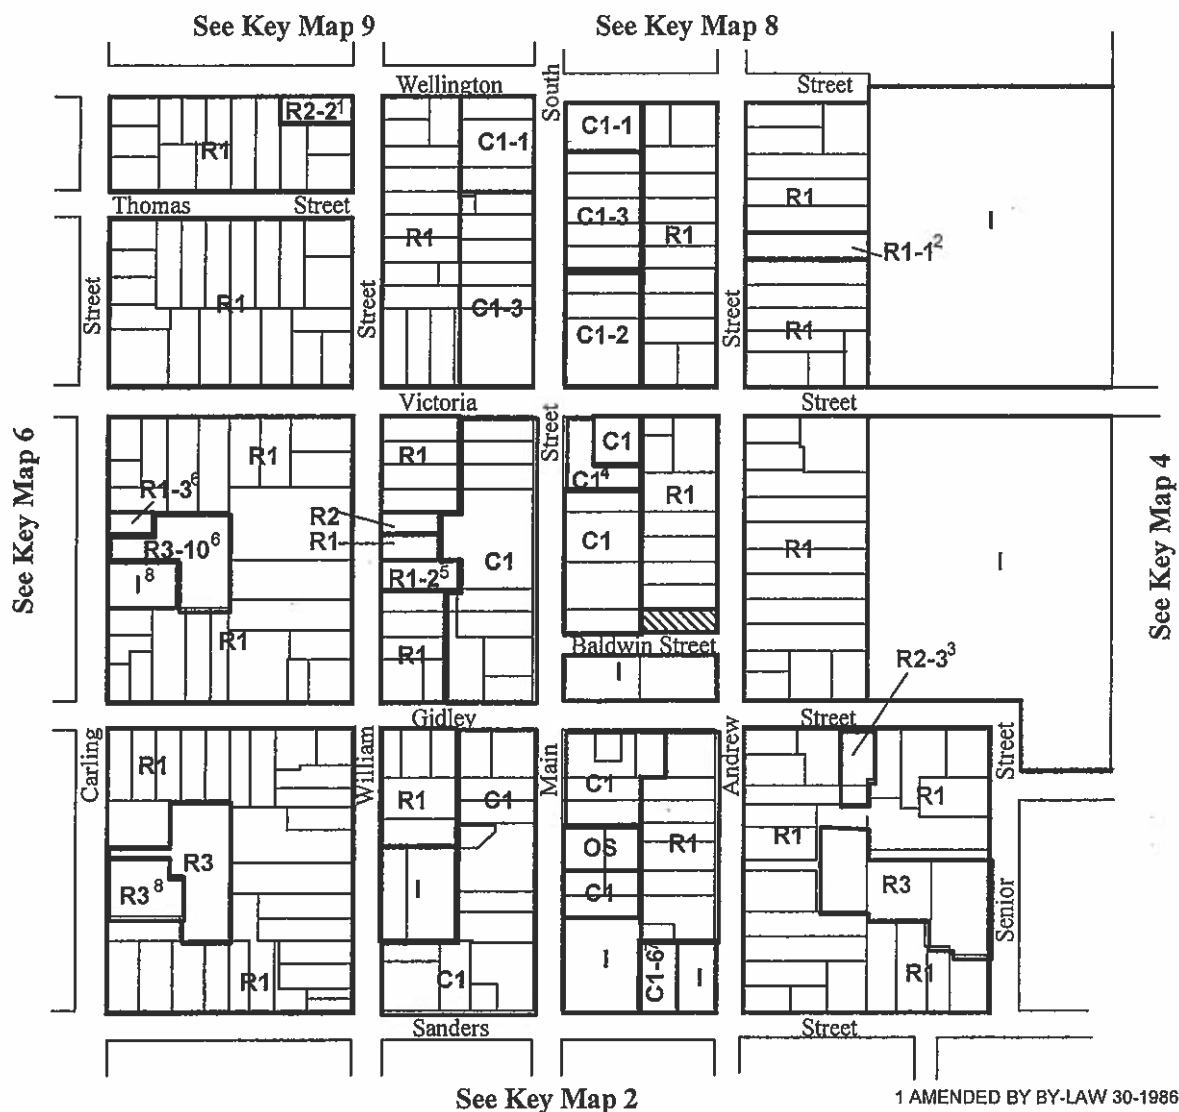 See Key Map 9
See Key Map 8
Wellington
South
Street
R2-2¹
R1
C1-1
C1-1
Thomas
Street
R1
C1-3
R1
R1
I
R1-1²
Street
R1
Street
C1-3
C1-2
Street
R1
Victoria
Street
See Key Map 6
R1
R1
Street
C1
C1⁴
R1
See Key Map 4
R1-3⁶
R2
R1
R3-10⁶
C1
C1
R1
I
I⁸
R1-2⁵
R1
R1
Baldwin Street
I
R2-3³
Gidley
Street
Carling
R1
William
R1
C1
Main
C1
Andrew
R1
Street
R3
OS
R1
R1
R3⁸
I
C1
R3
Senior
R1
C1
I
C1-6⁷
I
R1
Sanders
Street
See Key Map 2
1 AMENDED BY BY-LAW 30-1986